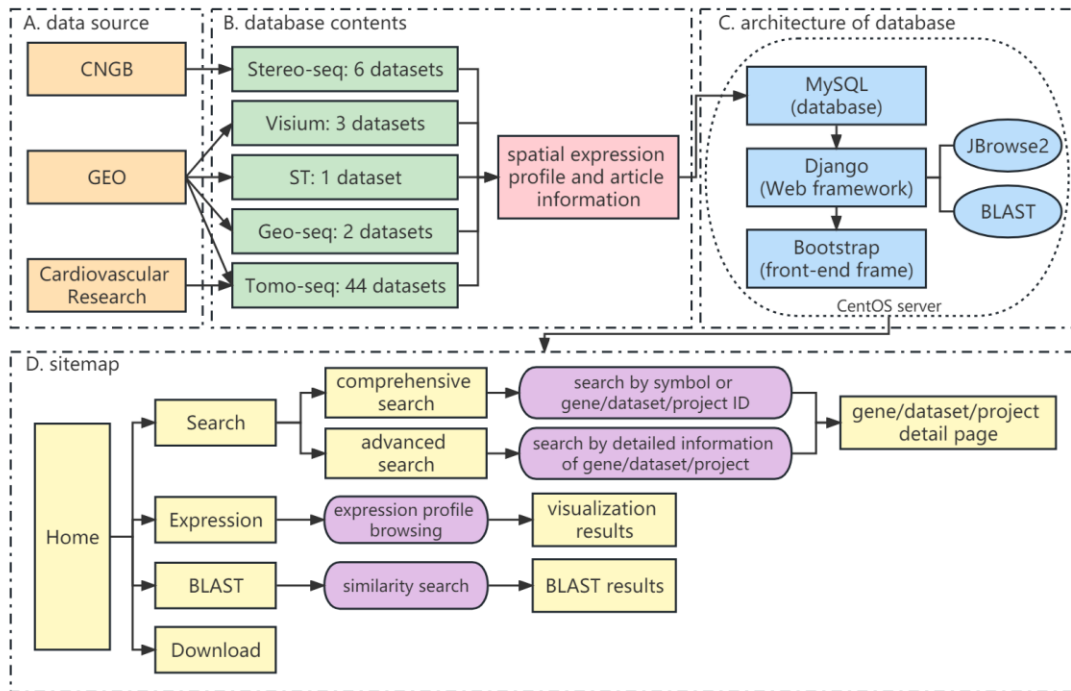 A. data source
CNGB
GEO
Cardiovascular
Research
B. database contents
Stereo-seq: 6 datasets
Visium: 3 datasets
ST: 1 dataset
Geo-seq: 2 datasets
Tomo-seq: 44 datasets
spatial expression
profile and article
information
C. architecture of database
MySQL
(database)
Django
(Web framework)
JBrowse2
BLAST
Bootstrap
(front-end frame)
CentOS server
D. sitemap
Home
Search
comprehensive
search
search by symbol or
gene/dataset/project ID
advanced
search
search by detailed information
of gene/dataset/project
gene/dataset/project
detail page
Expression
expression profile
browsing
visualization
results
BLAST
similarity search
BLAST results
Download